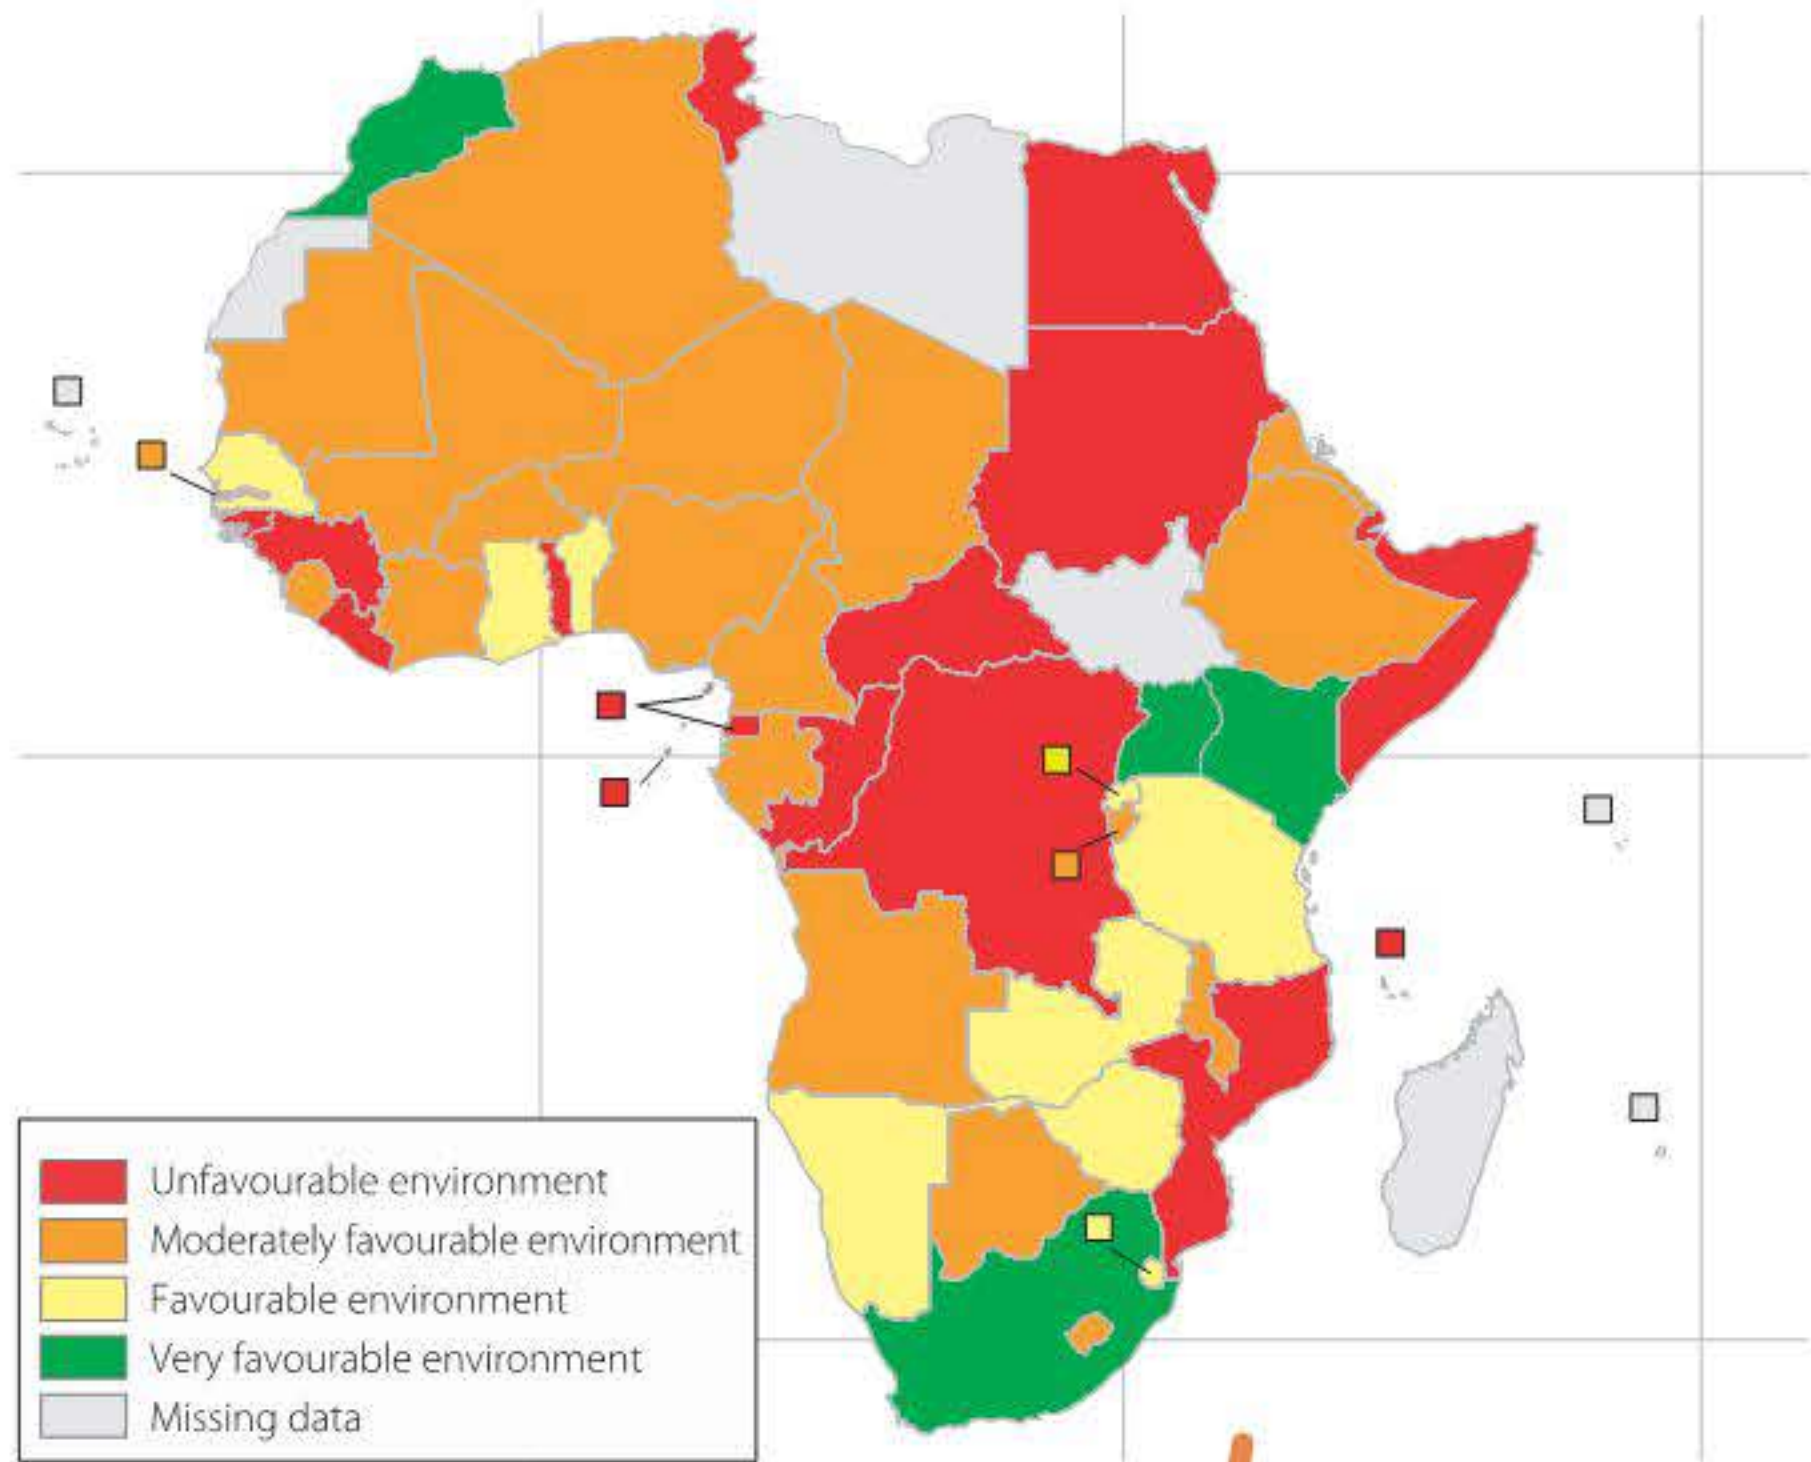 Unfavourable environment
Moderately favourable environment
Favourable environment
Very favourable environment
Missing data